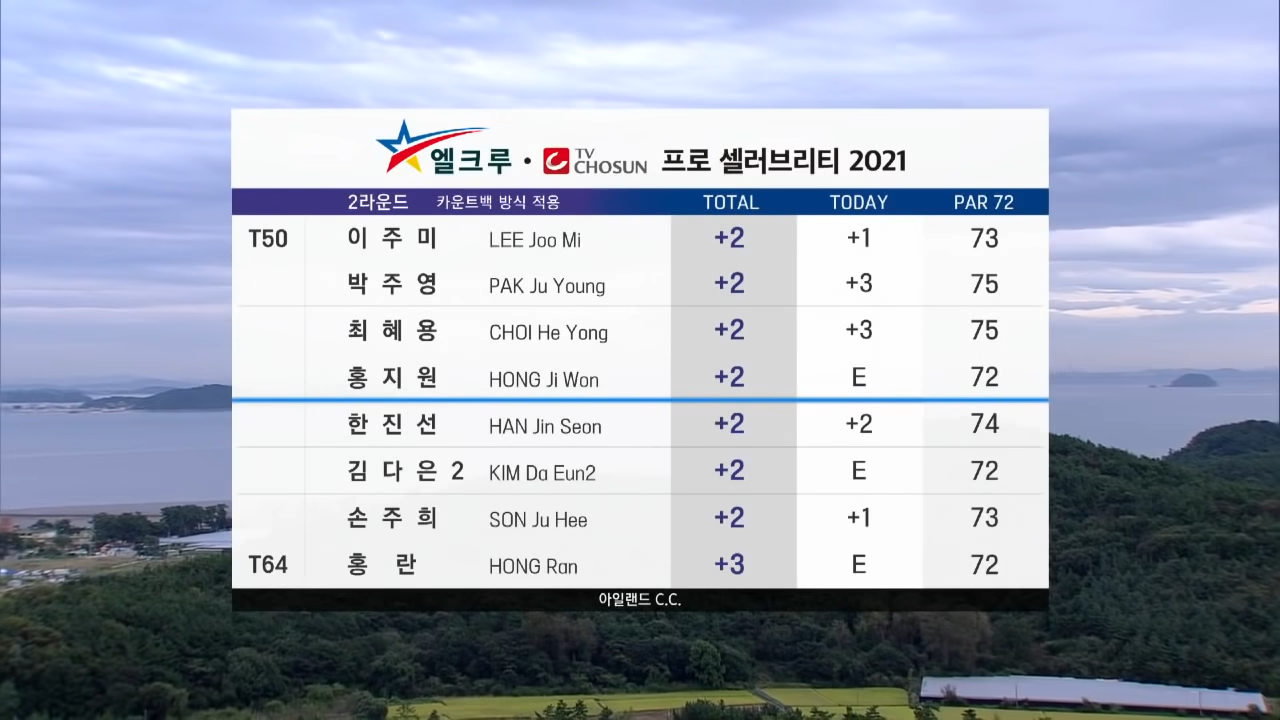 엘크루 · TV CHOSUN 프로 셀러브리티 2021
2라운드 카운트백 방식 적용 TOTAL TODAY PAR 72
T50 이주미 LEE Joo Mi +2 +1 73
박주영 PAK Ju Young +2 +3 75
최혜용 CHOI He Yong +2 +3 75
홍지원 HONG Ji Won +2 E 72
한진선 HAN Jin Seon +2 +2 74
김다은2 KIM Da Eun2 +2 E 72
손주희 SON Ju Hee +2 +1 73
T64 홍란 HONG Ran +3 E 72
아일랜드 C.C.